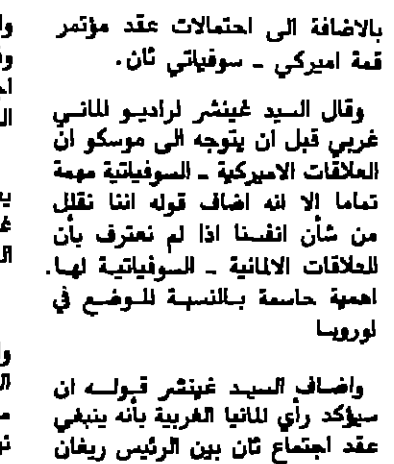 بالاضافة الى احتمالات عقد مؤتمر
قمة اميركي - سوفياتي ثان.
وقال السيد غينشر لراديو الماني
غربي قبل ان يتوجه الى موسكو ان
العلاقات الاميركية - السوفياتية مهمة
تماما الا انه اضاف قوله اننا نقلل
من شأن انفسنا اذا لم نعترف بأن
للعلاقات الالمانية - السوفياتية لها.
اهمية حاسمة بالنسبة للوضع في
اوروبا
واضاف السيد غينشر قوله ان
سيؤكد رأي المانيا الغربية بأنه ينبغي
عقد اجتماع ثان بين الرئيس ريغان